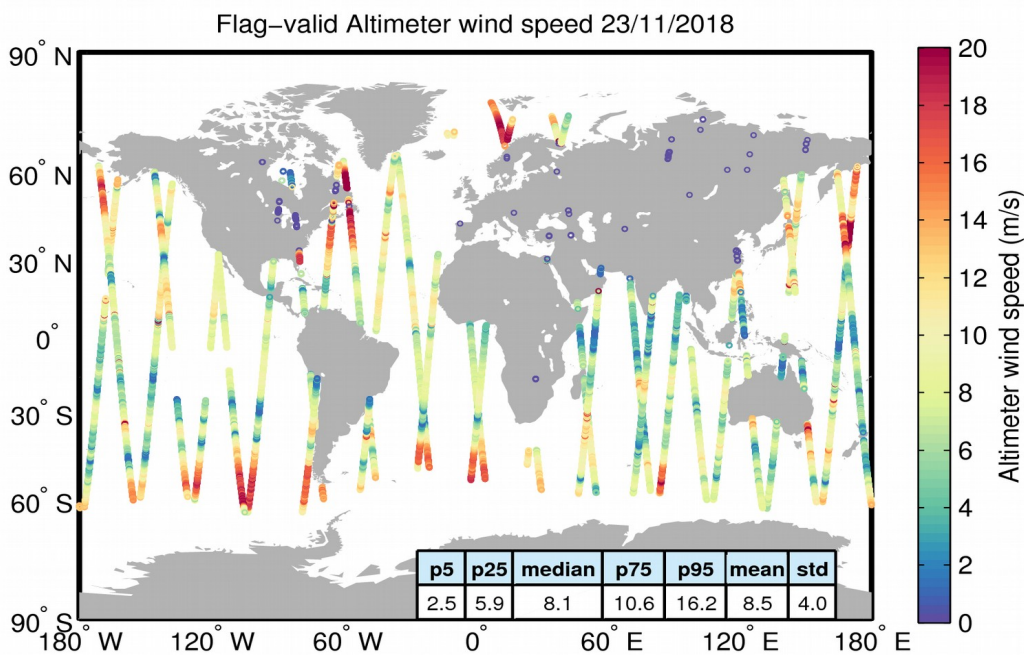 Flag−valid Altimeter wind speed 23/11/2018
90° N
60° N
30° N
0°
30° S
60° S
90° S
180° W
120° W
60° W
0°
60° E
120° E
180° E
p5 p25 median p75 p95 mean std
2.5 5.9 8.1 10.6 16.2 8.5 4.0
20
18
16
14
12
10
8
6
4
2
0
Altimeter wind speed (m/s)